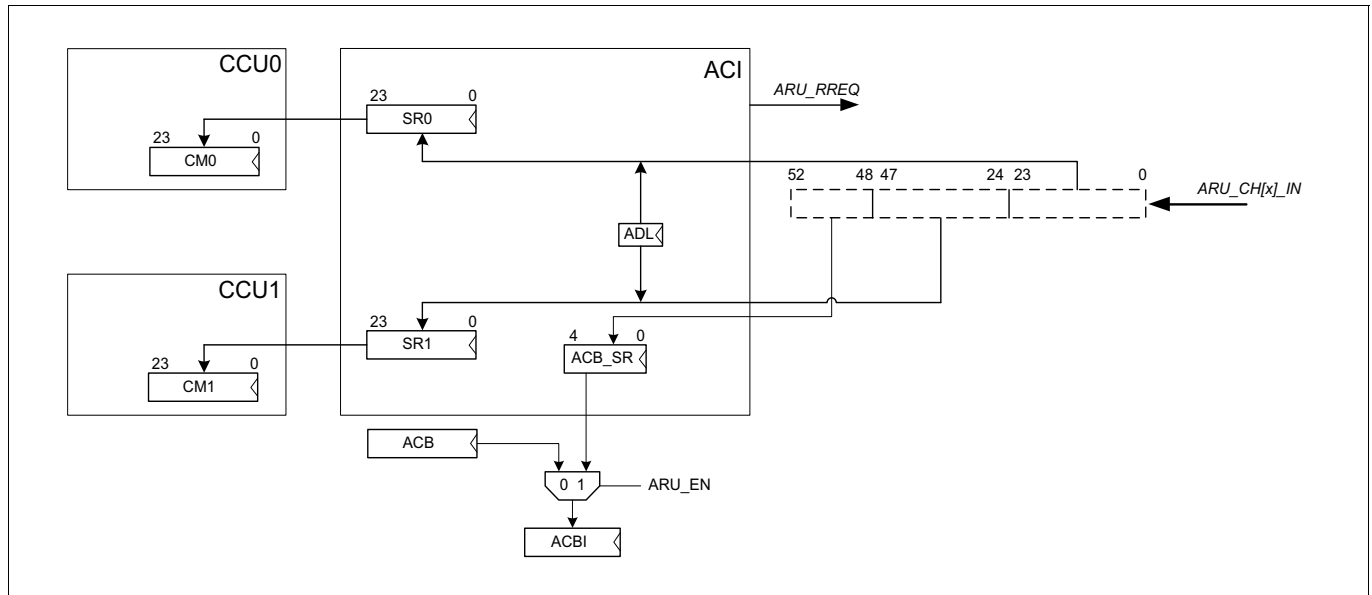 CCU0
ACI
ARU_RREQ
23 0
SR0
23 0
CM0
52 48 47 24 23 0
ARU_CH[x]_IN
ADL
CCU1
23 0
SR1
4 0
ACB_SR
23 0
CM1
ACB
0 1
ARU_EN
ACBI